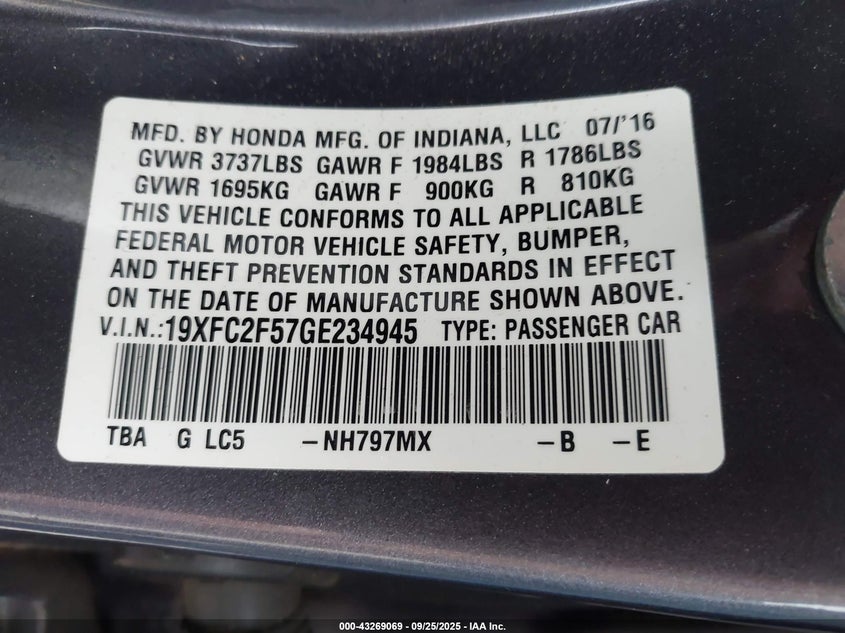 MFD. BY HONDA MFG. OF INDIANA, LLC 07/'16
GVWR 3737LBS GAWR F 1984LBS R 1786LBS
GVWR 1695KG GAWR F 900KG R 810KG
THIS VEHICLE CONFORMS TO ALL APPLICABLE
FEDERAL MOTOR VEHICLE SAFETY, BUMPER,
AND THEFT PREVENTION STANDARDS IN EFFECT
ON THE DATE OF MANUFACTURE SHOWN ABOVE.
V.I.N.:19XFC2F57GE234945 TYPE: PASSENGER CAR
TBA G LC5 -NH797MX -B -E
000-43269069 - 09/25/2025 - IAA Inc.